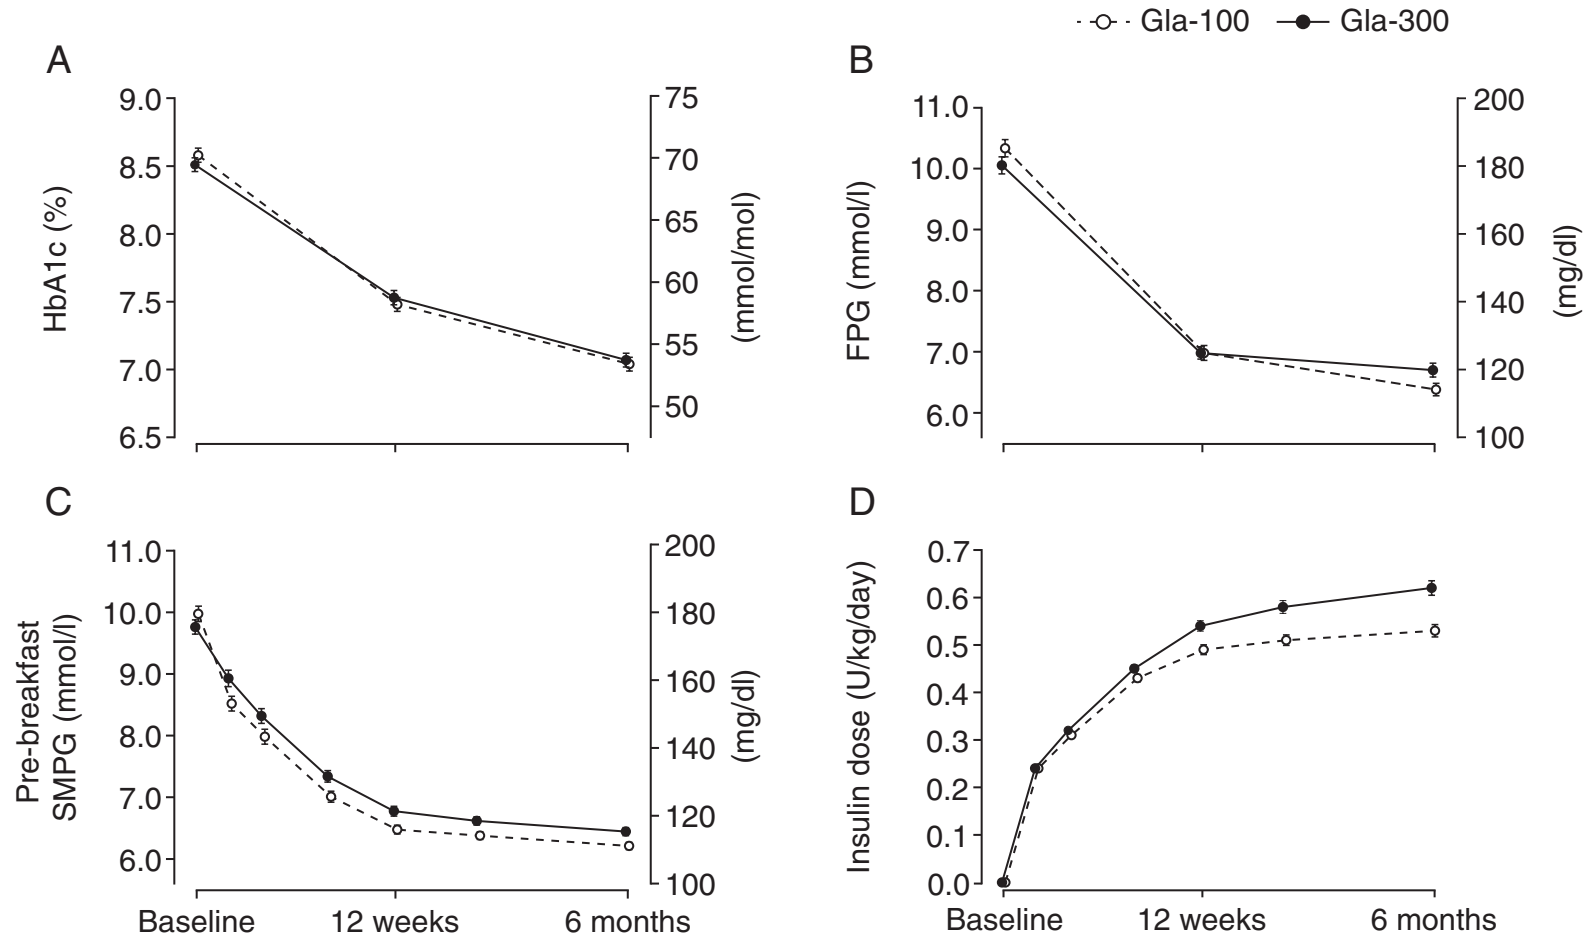 Gla-100 Gla-300
A
9.0
8.5
8.0
7.5
7.0
6.5
HbA1c (%)
75
70
65
60
55
50
(mmol/mol)
B
11.0
10.0
9.0
8.0
7.0
6.0
FPG (mmol/l)
200
180
160
140
120
100
(mg/dl)
C
11.0
10.0
9.0
8.0
7.0
6.0
Pre-breakfast
SMPG (mmol/l)
200
180
160
140
120
100
(mg/dl)
Baseline 12 weeks 6 months
D
0.7
0.6
0.5
0.4
0.3
0.2
0.1
0.0
Insulin dose (U/kg/day)
Baseline 12 weeks 6 months